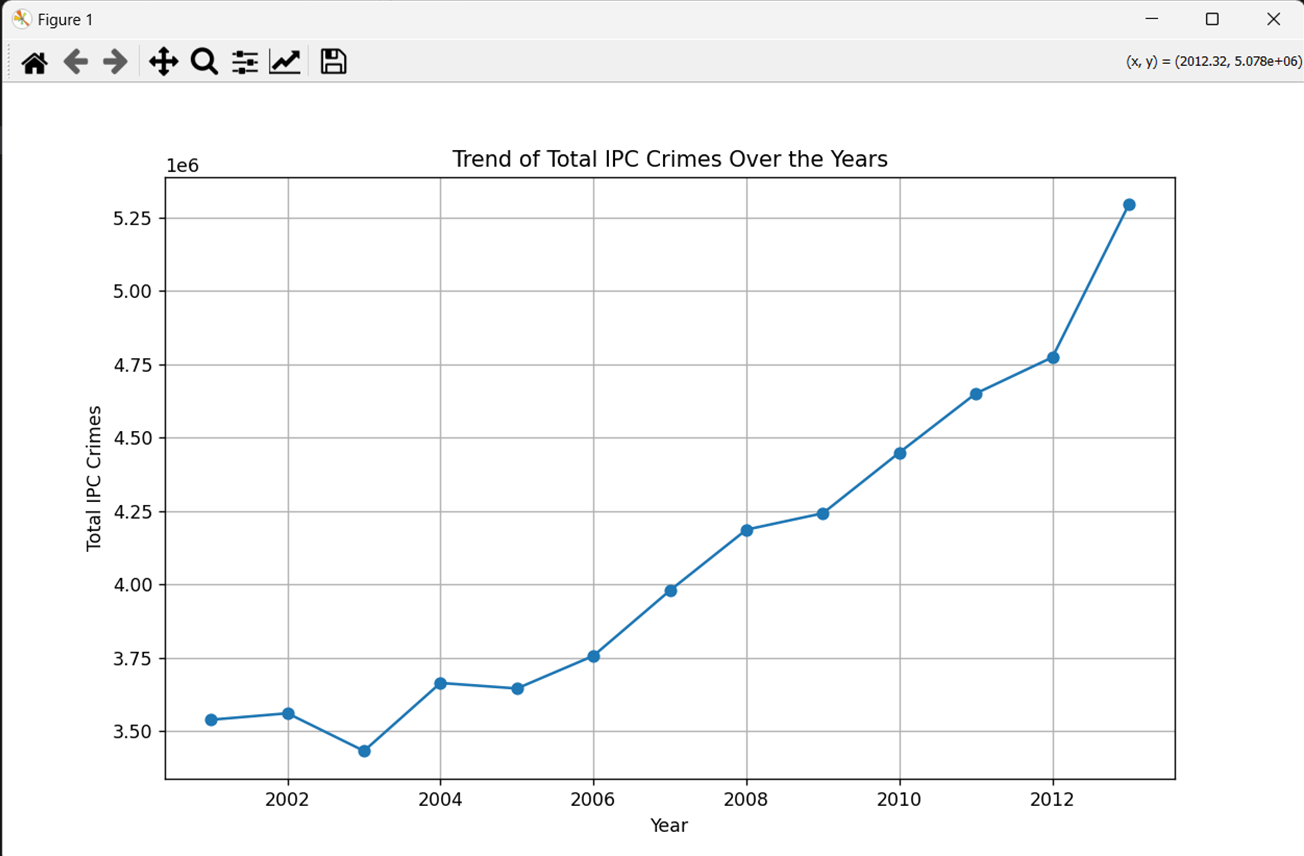 Figure 1
(x, y) = (2012.32, 5.078e+06)
Trend of Total IPC Crimes Over the Years
1e6
5.25
5.00
4.75
4.50
4.25
4.00
3.75
3.50
Total IPC Crimes
2002 2004 2006 2008 2010 2012
Year